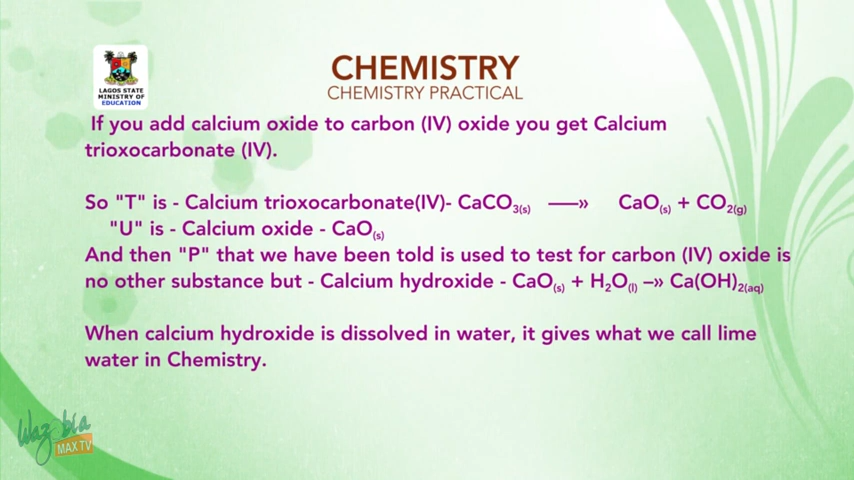 LAGOS STATE
MINISTRY OF
EDUCATION
CHEMISTRY
CHEMISTRY PRACTICAL
If you add calcium oxide to carbon (IV) oxide you get Calcium
trioxocarbonate (IV).
So "T" is - Calcium trioxocarbonate(IV)- CaCO₃₍ₛ₎ —» CaO₍ₛ₎ + CO₂₍g₎
"U" is - Calcium oxide - CaO₍ₛ₎
And then "P" that we have been told is used to test for carbon (IV) oxide is
no other substance but - Calcium hydroxide - CaO₍ₛ₎ + H₂O₍ₗ₎ –» Ca(OH)₂₍ₐq₎
When calcium hydroxide is dissolved in water, it gives what we call lime
water in Chemistry.
Wazobia
MAX TV